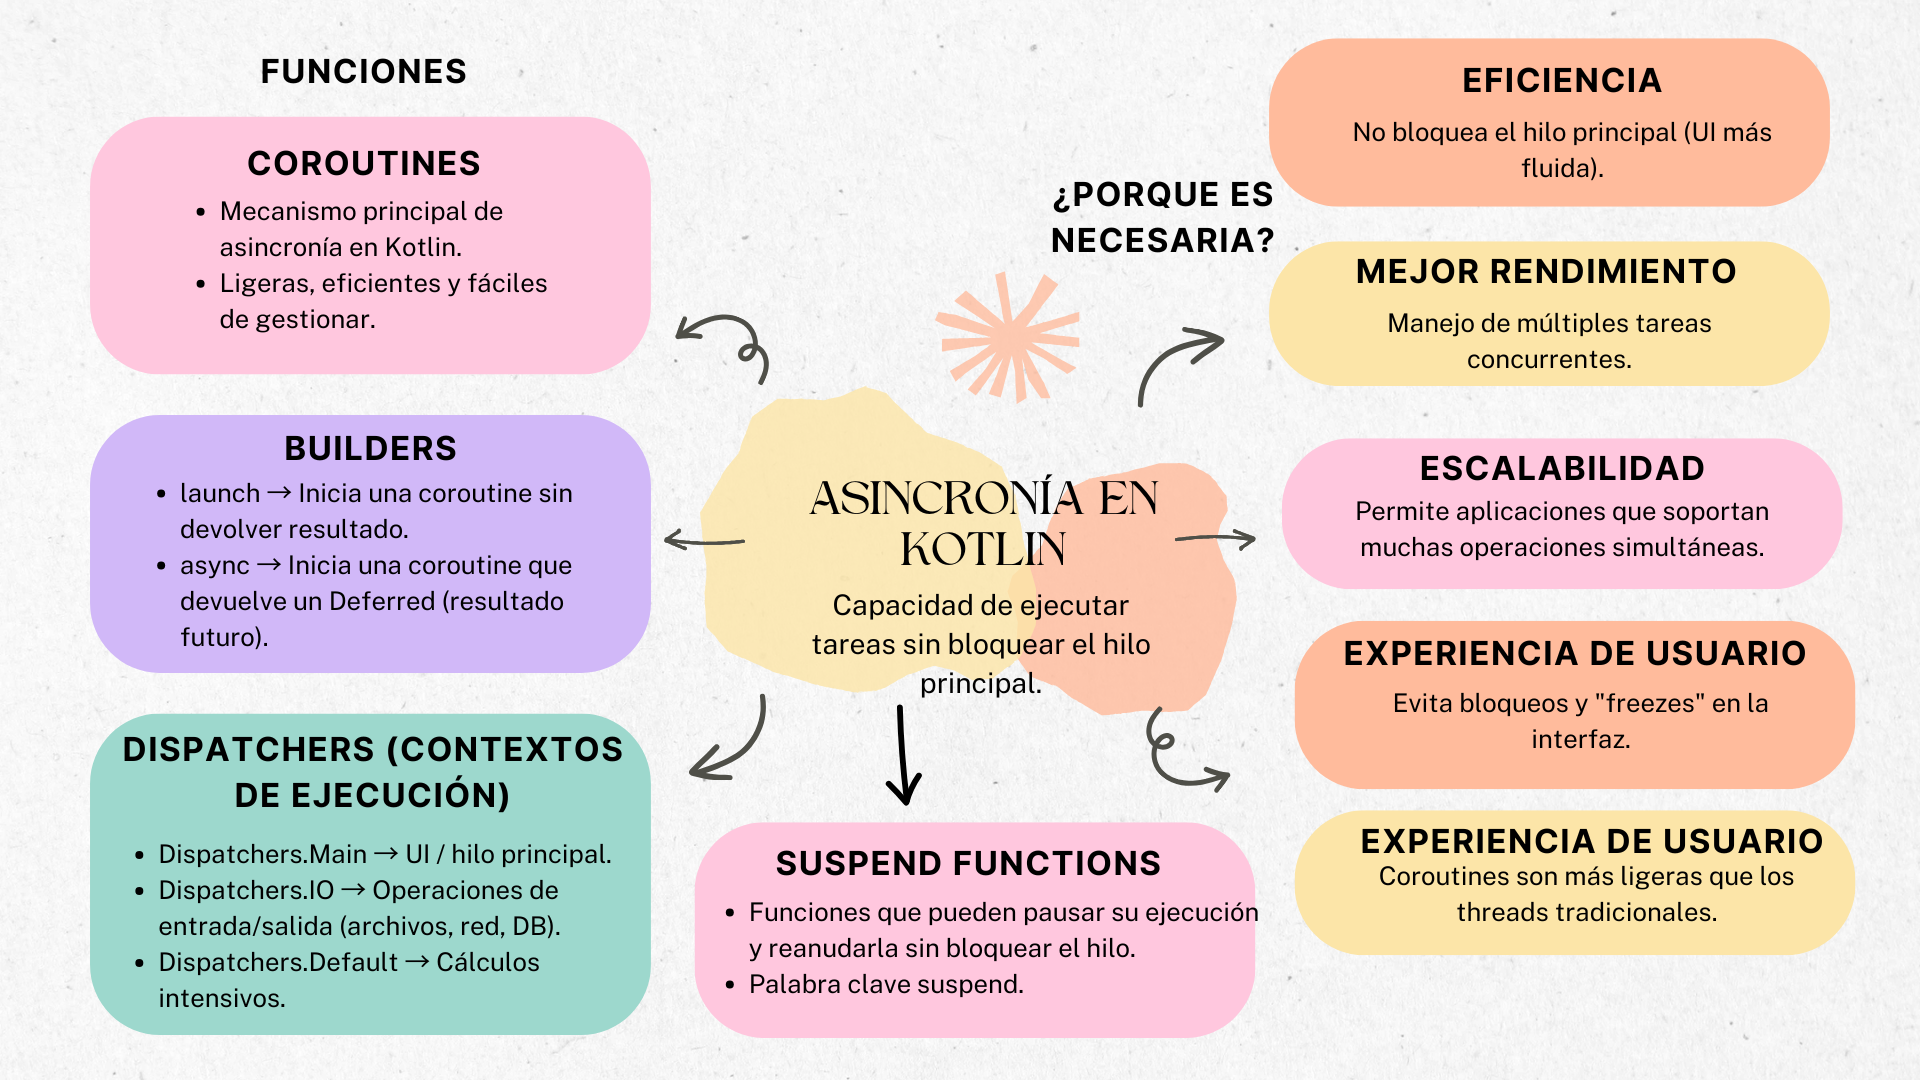 FUNCIONES
COROUTINES
• Mecanismo principal de
asincronía en Kotlin.
• Ligeras, eficientes y fáciles
de gestionar.
BUILDERS
• launch → Inicia una coroutine sin
devolver resultado.
• async → Inicia una coroutine que
devuelve un Deferred (resultado
futuro).
DISPATCHERS (CONTEXTOS
DE EJECUCIÓN)
• Dispatchers.Main → UI / hilo principal.
• Dispatchers.IO → Operaciones de
entrada/salida (archivos, red, DB).
• Dispatchers.Default → Cálculos
intensivos.
ASINCRONÍA EN
KOTLIN
Capacidad de ejecutar
tareas sin bloquear el hilo
principal.
SUSPEND FUNCTIONS
• Funciones que pueden pausar su ejecución
y reanudarla sin bloquear el hilo.
• Palabra clave suspend.
¿PORQUE ES
NECESARIA?
EFICIENCIA
No bloquea el hilo principal (UI más
fluida).
MEJOR RENDIMIENTO
Manejo de múltiples tareas
concurrentes.
ESCALABILIDAD
Permite aplicaciones que soportan
muchas operaciones simultáneas.
EXPERIENCIA DE USUARIO
Evita bloqueos y "freezes" en la
interfaz.
EXPERIENCIA DE USUARIO
Coroutines son más ligeras que los
threads tradicionales.